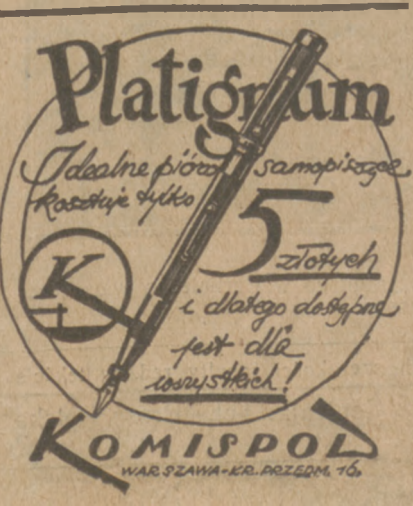 Platignum
Idealne pióro samopiszące
kosztuje tylko
5
złotych
K
i dlatego dostępne
jest dla
wszystkich!
KOMISPOL
WARSZAWA-KR. PRZEDM. 16.